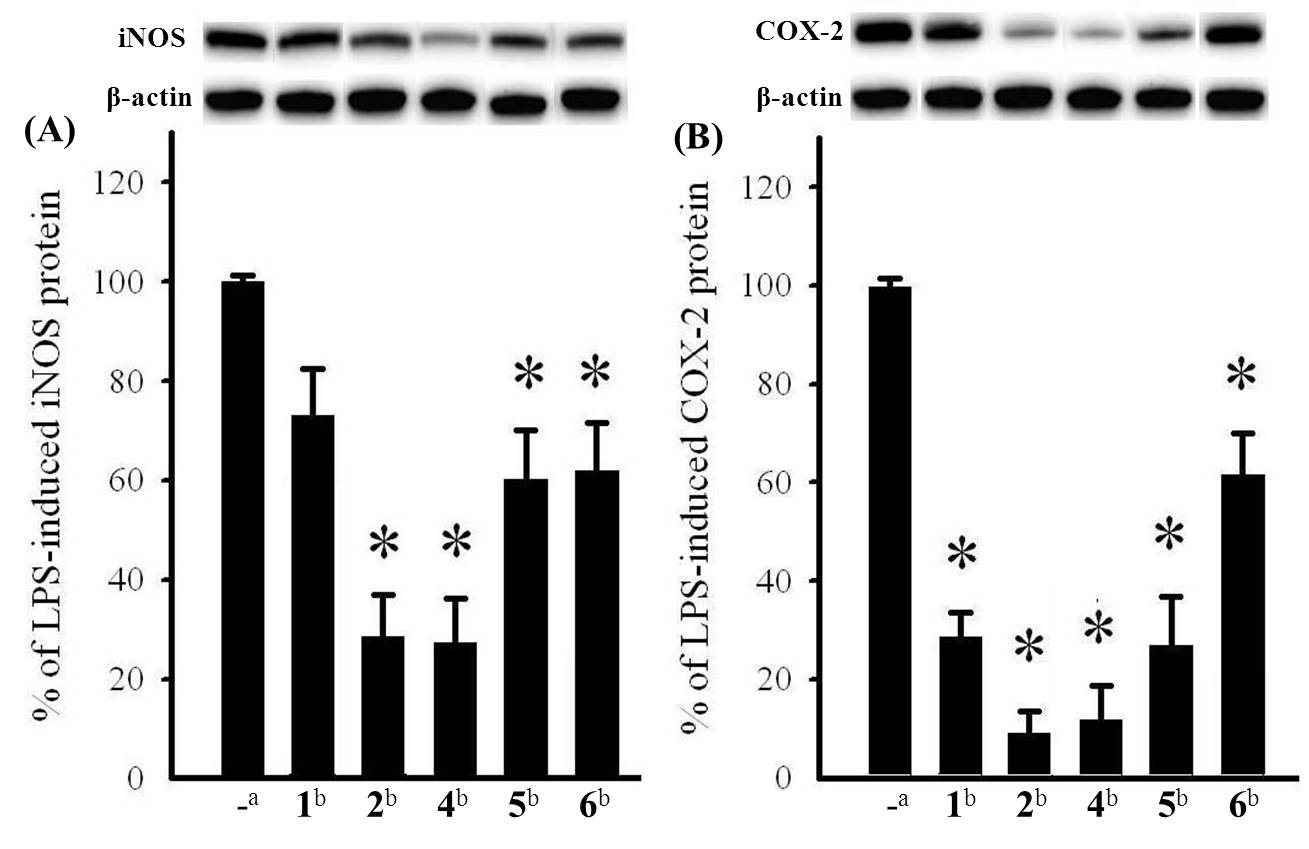 iNOS
β-actin
(A)
% of LPS-induced iNOS protein
120
100
80
60
40
20
0
* * * *
-ᵃ 1ᵇ 2ᵇ 4ᵇ 5ᵇ 6ᵇ
COX-2
β-actin
(B)
% of LPS-induced COX-2 protein
120
100
80
60
40
20
0
* * * * *
-ᵃ 1ᵇ 2ᵇ 4ᵇ 5ᵇ 6ᵇ